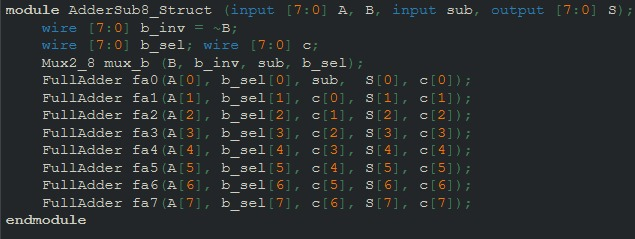 module AdderSub8_Struct (input [7:0] A, B, input sub, output [7:0] S);
    wire [7:0] b_inv = ~B;
    wire [7:0] b_sel; wire [7:0] c;
    Mux2_8 mux_b (B, b_inv, sub, b_sel);
    FullAdder fa0(A[0], b_sel[0], sub,  S[0], c[0]);
    FullAdder fa1(A[1], b_sel[1], c[0], S[1], c[1]);
    FullAdder fa2(A[2], b_sel[2], c[1], S[2], c[2]);
    FullAdder fa3(A[3], b_sel[3], c[2], S[3], c[3]);
    FullAdder fa4(A[4], b_sel[4], c[3], S[4], c[4]);
    FullAdder fa5(A[5], b_sel[5], c[4], S[5], c[5]);
    FullAdder fa6(A[6], b_sel[6], c[5], S[6], c[6]);
    FullAdder fa7(A[7], b_sel[7], c[6], S[7], c[7]);
endmodule